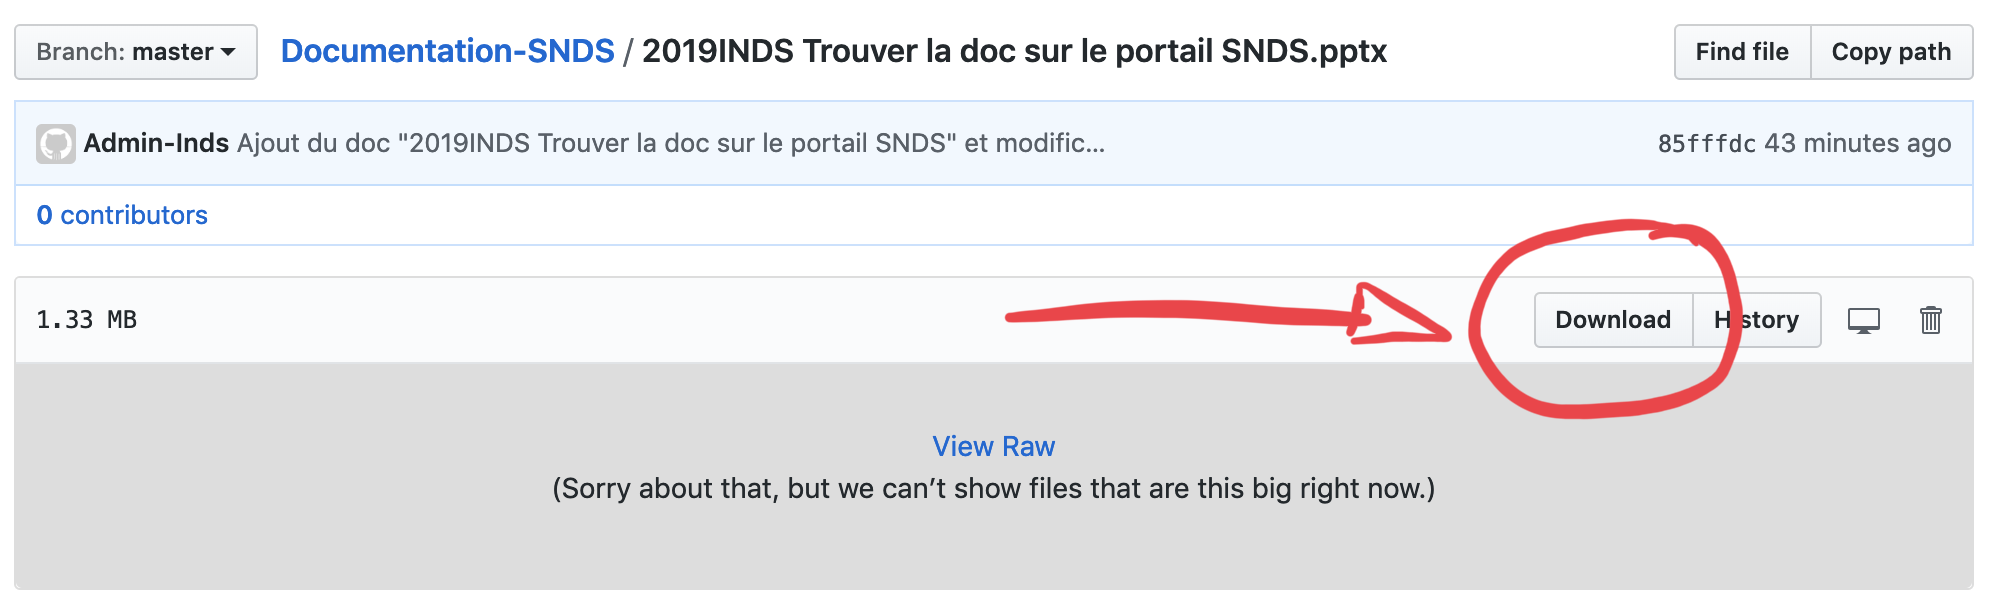 Branch: master
Documentation-SNDS / 2019INDS Trouver la doc sur le portail SNDS.pptx
Find file
Copy path
Admin-Inds Ajout du doc "2019INDS Trouver la doc sur le portail SNDS" et modific...
85fffdc 43 minutes ago
0 contributors
1.33 MB
Download
History
View Raw
(Sorry about that, but we can’t show files that are this big right now.)